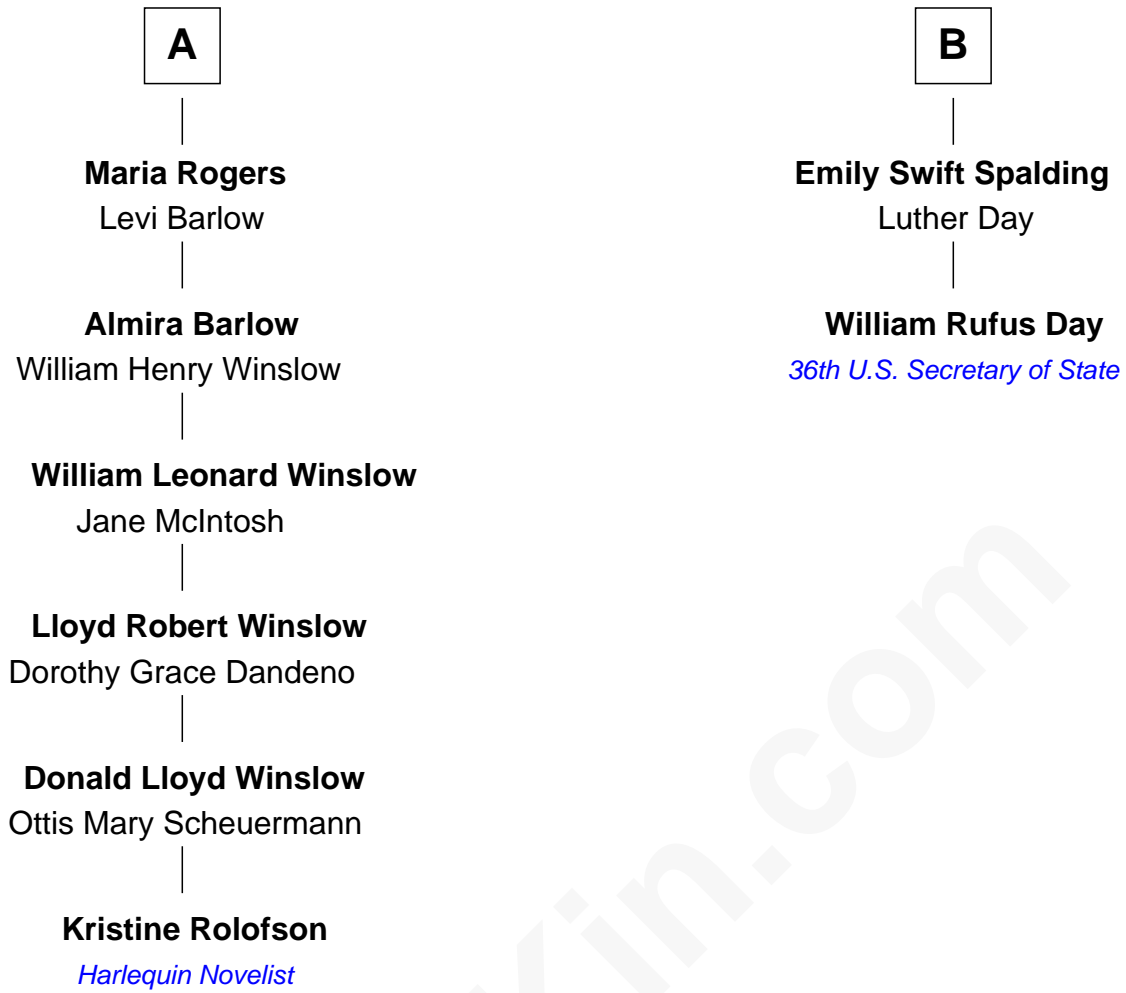 A
Maria Rogers
Levi Barlow
Almira Barlow
William Henry Winslow
William Leonard Winslow
Jane McIntosh
Lloyd Robert Winslow
Dorothy Grace Dandeno
Donald Lloyd Winslow
Ottis Mary Scheuermann
Kristine Rolofson
Harlequin Novelist
B
Emily Swift Spalding
Luther Day
William Rufus Day
36th U.S. Secretary of State
Kin.com